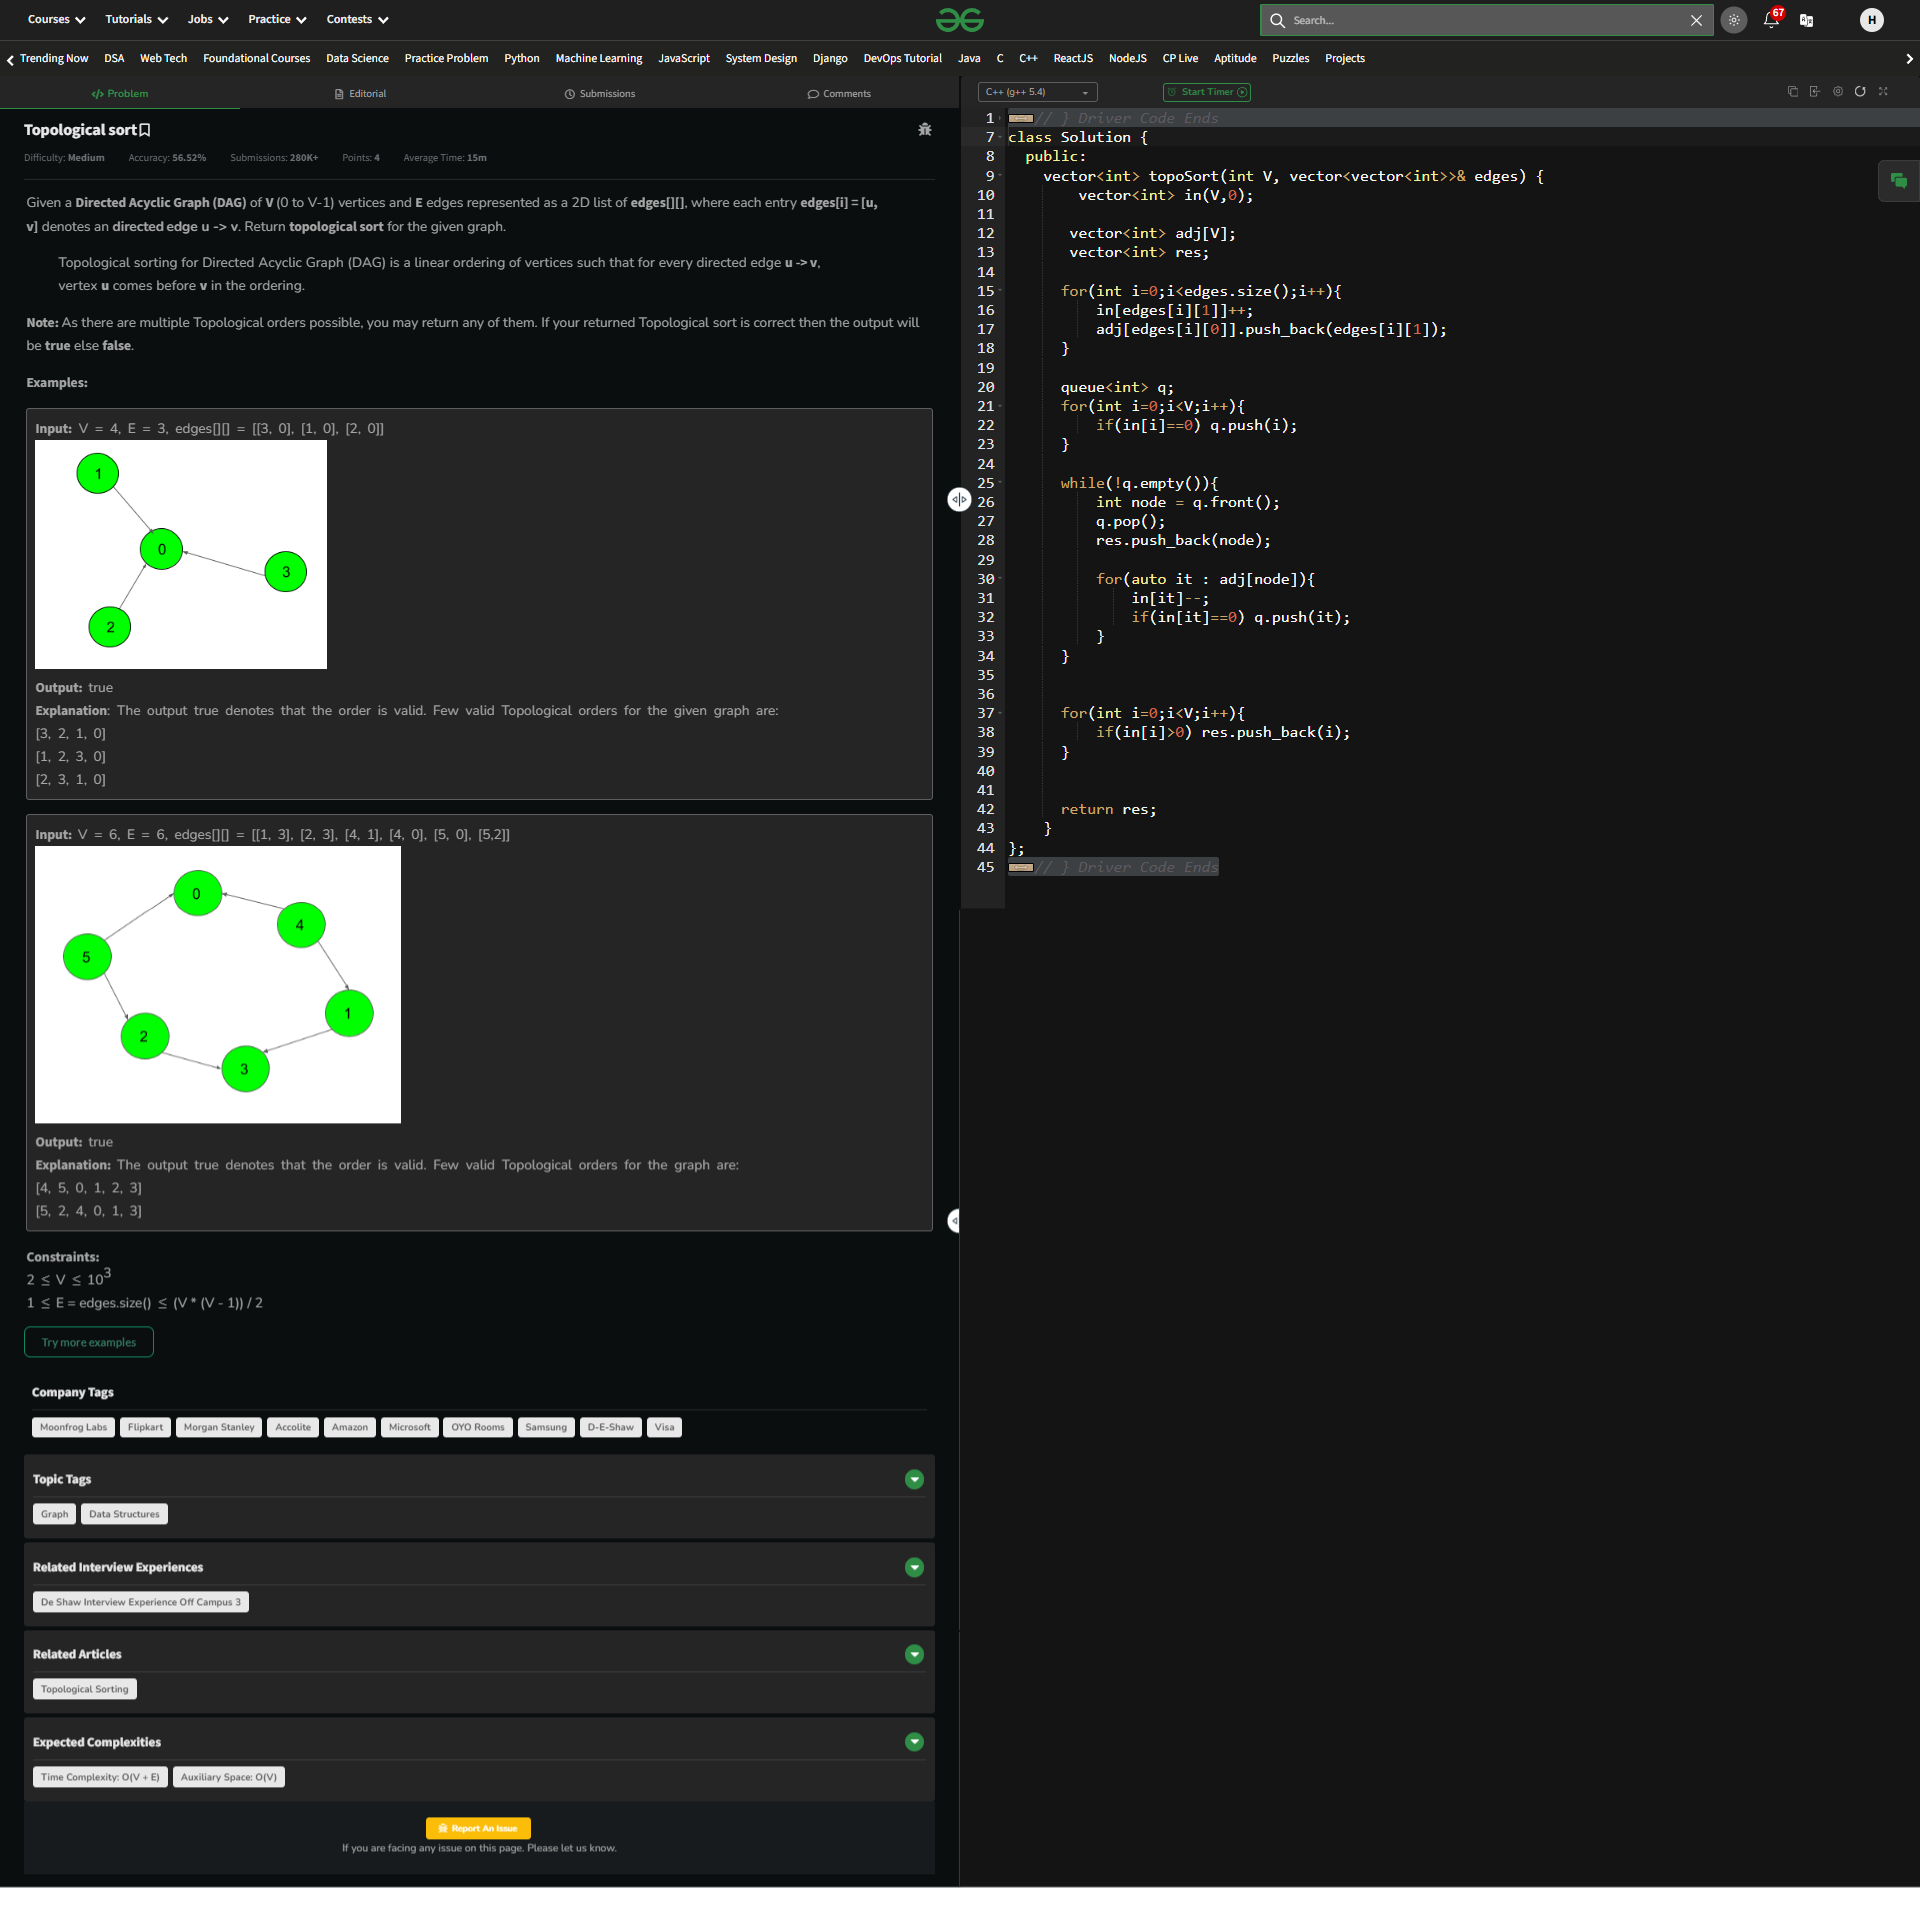 Courses Tutorials Jobs Practice Contests
Search...
67
H
Trending Now DSA Web Tech Foundational Courses Data Science Practice Problem Python Machine Learning JavaScript System Design Django DevOps Tutorial Java C C++ ReactJS NodeJS CP Live Aptitude Puzzles Projects
</> Problem Editorial Submissions Comments
Topological sort
Difficulty: Medium Accuracy: 56.52% Submissions: 280K+ Points: 4 Average Time: 15m
Given a Directed Acyclic Graph (DAG) of V (0 to V-1) vertices and E edges represented as a 2D list of edges[][], where each entry edges[i] = [u,
v] denotes an directed edge u -> v. Return topological sort for the given graph.
Topological sorting for Directed Acyclic Graph (DAG) is a linear ordering of vertices such that for every directed edge u -> v,
vertex u comes before v in the ordering.
Note: As there are multiple Topological orders possible, you may return any of them. If your returned Topological sort is correct then the output will
be true else false.
Examples:
Input: V = 4, E = 3, edges[][] = [[3, 0], [1, 0], [2, 0]]
1
0
3
2
Output: true
Explanation: The output true denotes that the order is valid. Few valid Topological orders for the given graph are:
[3, 2, 1, 0]
[1, 2, 3, 0]
[2, 3, 1, 0]
Input: V = 6, E = 6, edges[][] = [[1, 3], [2, 3], [4, 1], [4, 0], [5, 0], [5,2]]
0
4
5
1
2
3
Output: true
Explanation: The output true denotes that the order is valid. Few valid Topological orders for the graph are:
[4, 5, 0, 1, 2, 3]
[5, 2, 4, 0, 1, 3]
Constraints:
2 ≤ V ≤ 10^3
1 ≤ E = edges.size() ≤ (V * (V - 1)) / 2
Try more examples
Company Tags
Moonfrog Labs Flipkart Morgan Stanley Accolite Amazon Microsoft OYO Rooms Samsung D-E-Shaw Visa
Topic Tags
Graph Data Structures
Related Interview Experiences
De Shaw Interview Experience Off Campus 3
Related Articles
Topological Sorting
Expected Complexities
Time Complexity: O(V + E) Auxiliary Space: O(V)
Report An Issue
If you are facing any issue on this page. Please let us know.
C++ (g++ 5.4) Start Timer
1 // } Driver Code Ends
7 class Solution {
8 public:
9 vector<int> topoSort(int V, vector<vector<int>>& edges) {
10 vector<int> in(V,0);
11
12 vector<int> adj[V];
13 vector<int> res;
14
15 for(int i=0;i<edges.size();i++){
16 in[edges[i][1]]++;
17 adj[edges[i][0]].push_back(edges[i][1]);
18 }
19
20 queue<int> q;
21 for(int i=0;i<V;i++){
22 if(in[i]==0) q.push(i);
23 }
24
25 while(!q.empty()){
26 int node = q.front();
27 q.pop();
28 res.push_back(node);
29
30 for(auto it : adj[node]){
31 in[it]--;
32 if(in[it]==0) q.push(it);
33 }
34 }
35
36
37 for(int i=0;i<V;i++){
38 if(in[i]>0) res.push_back(i);
39 }
40
41
42 return res;
43 }
44 };
45 // } Driver Code Ends